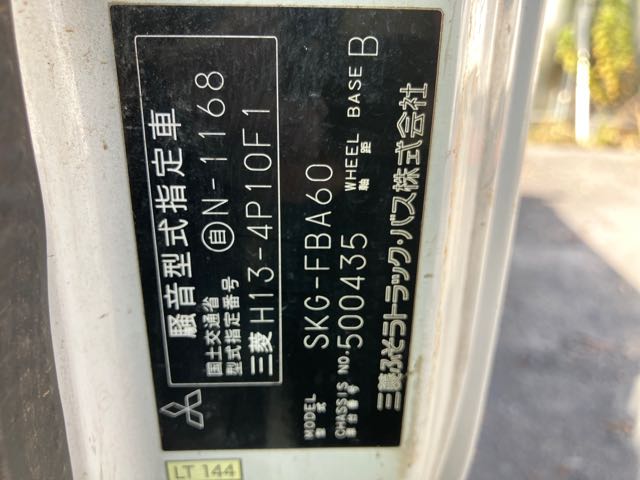 騒音型式指定車
国土交通省
型式指定番号
自N-1168
三菱H13-4P10F1
MODEL
型式
SKG-FBA60
CHASSIS NO.
車台番号
500435
WHEEL BASE
軸距
B
三菱ふそうトラック・バス株式会社
LT 144